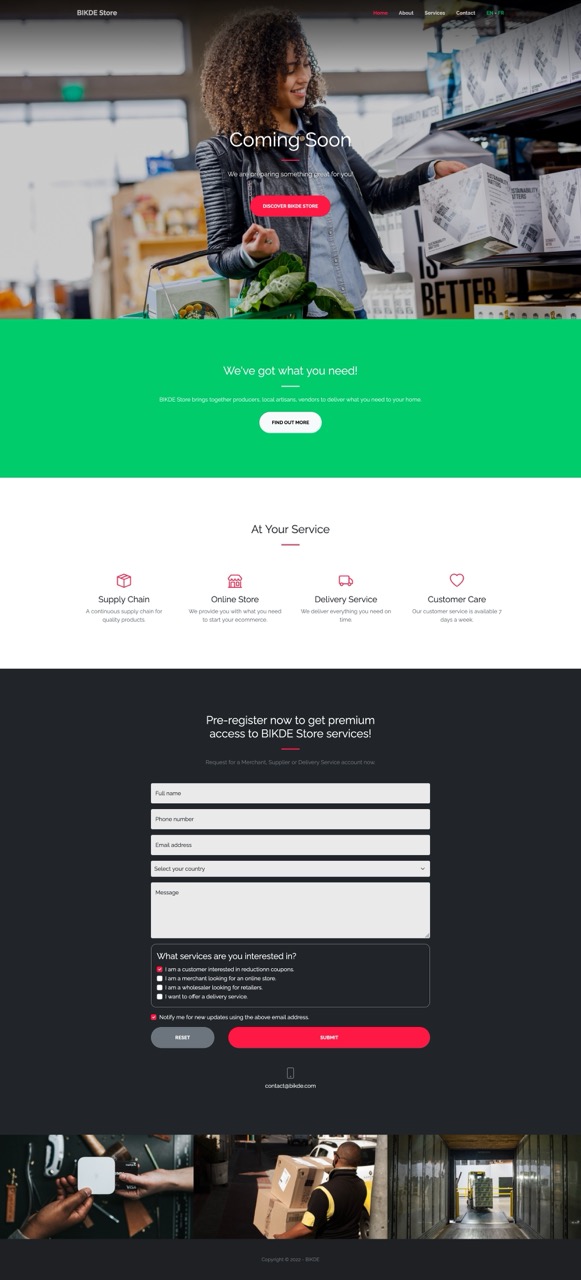 BIKDE Store
Home About Services Contact EN • FR
Coming Soon
We are preparing something great for you!
DISCOVER BIKDE STORE
SUSTAINABILITY
MATTERS
BETTER
We've got what you need!
BIKDE Store brings together producers, local artisans, vendors to deliver what you need to your home.
FIND OUT MORE
At Your Service
Supply Chain
A continuous supply chain for
quality products.
Online Store
We provide you with what you need
to start your ecommerce.
Delivery Service
We deliver everything you need on
time.
Customer Care
Our customer service is available 7
days a week.
Pre-register now to get premium
access to BIKDE Store services!
Request for a Merchant, Supplier or Delivery Service account now.
Full name
Phone number
Email address
Select your country
Message
What services are you interested in?
I am a customer interested in reductionn coupons.
I am a merchant looking for an online store.
I am a wholesaler looking for retailers.
I want to offer a delivery service.
Notify me for new updates using the above email address.
RESET
SUBMIT
contact@bikde.com
VISA
Copyright © 2022 - BIKDE